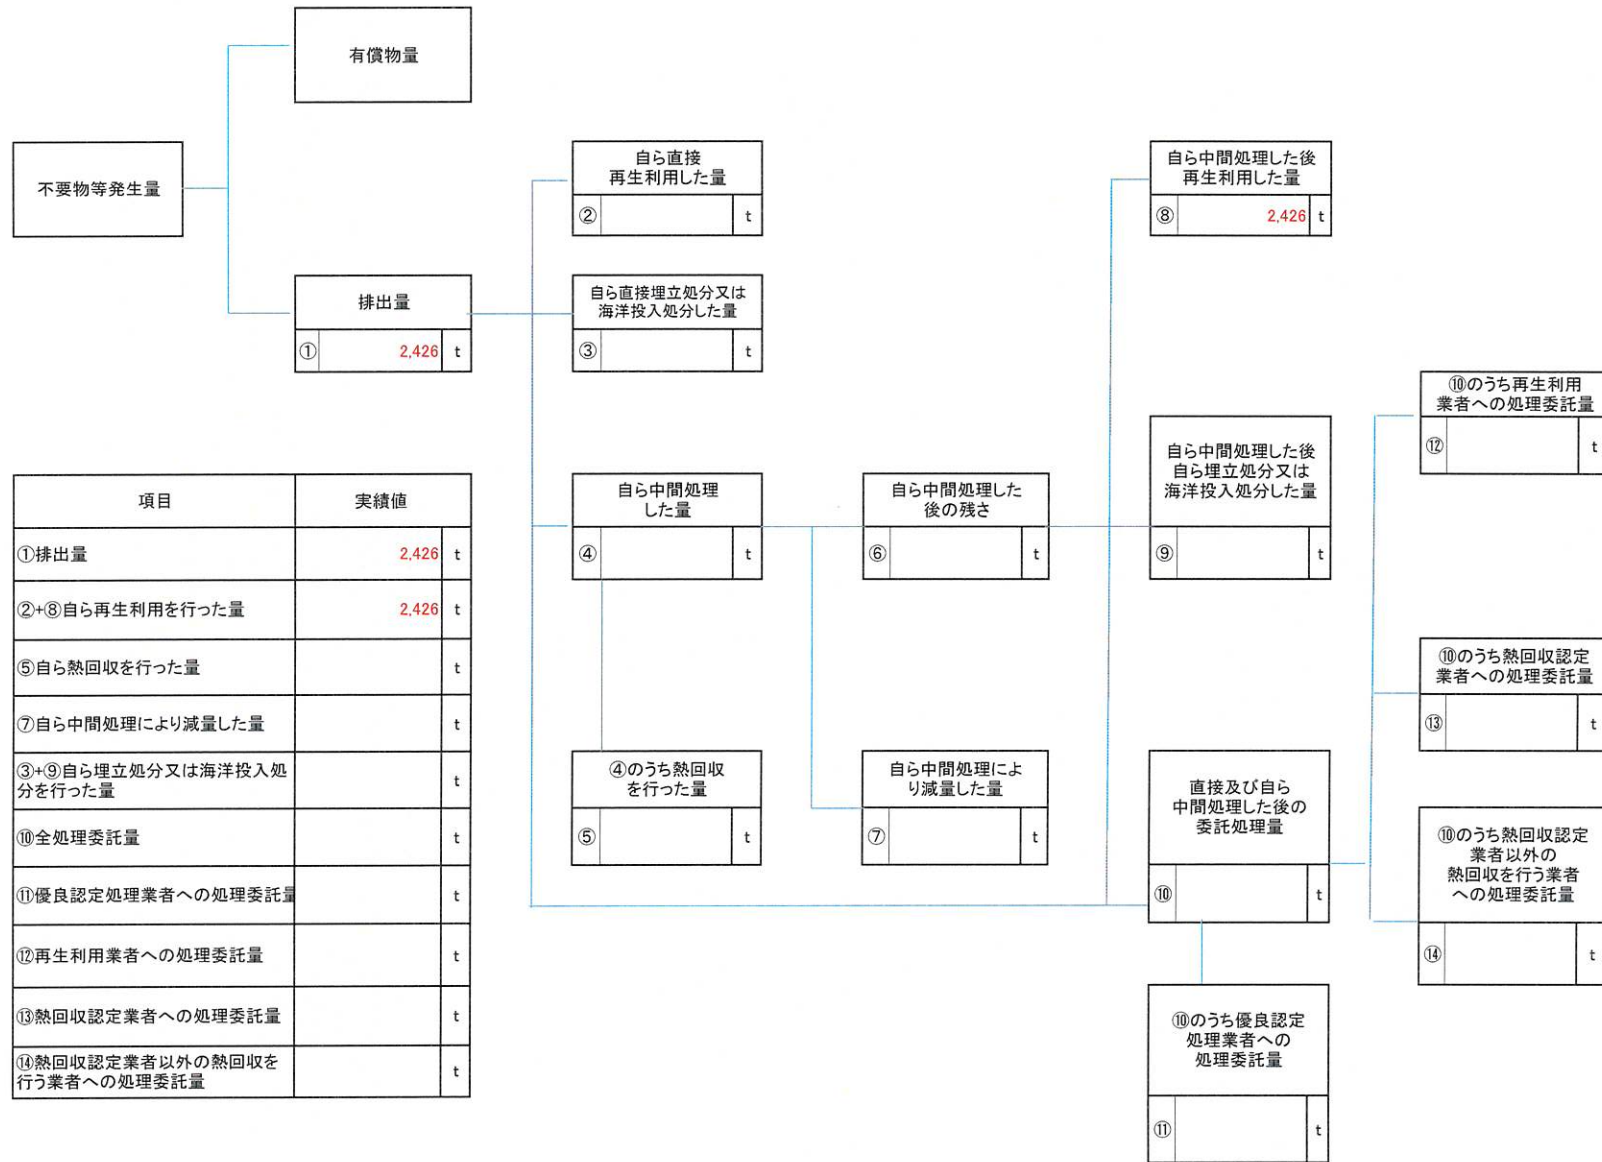 有償物量
不要物等発生量
排出量
① 2,426 t
自ら直接
再生利用した量
② t
自ら直接埋立処分又は
海洋投入処分した量
③ t
自ら中間処理
した量
④ t
④のうち熱回収
を行った量
⑤ t
自ら中間処理した
後の残さ
⑥ t
自ら中間処理によ
り減量した量
⑦ t
自ら中間処理した後
再生利用した量
⑧ 2,426 t
自ら中間処理した後
自ら埋立処分又は
海洋投入処分した量
⑨ t
直接及び自ら
中間処理した後の
委託処理量
⑩ t
⑩のうち優良認定
処理業者への
処理委託量
⑪ t
⑩のうち再生利用
業者への処理委託量
⑫ t
⑩のうち熱回収認定
業者への処理委託量
⑬ t
⑩のうち熱回収認定
業者以外の
熱回収を行う業者
への処理委託量
⑭ t
項目 実績値
①排出量 2,426 t
②+⑧自ら再生利用を行った量 2,426 t
⑤自ら熱回収を行った量 t
⑦自ら中間処理により減量した量 t
③+⑨自ら埋立処分又は海洋投入処
分を行った量 t
⑩全処理委託量 t
⑪優良認定処理業者への処理委託量 t
⑫再生利用業者への処理委託量 t
⑬熱回収認定業者への処理委託量 t
⑭熱回収認定業者以外の熱回収を
行う業者への処理委託量 t